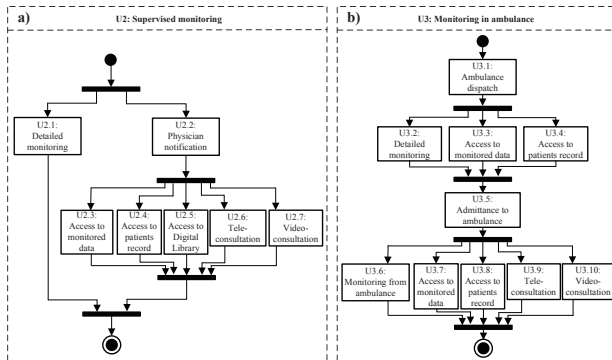 a)
U2: Supervised monitoring
U2.1:
Detailed
monitoring
U2.2:
Physician
notification
U2.3:
Access to
monitored
data
U2.4:
Access to
patients
record
U2.5:
Access to
Digital
Library
U2.6:
Tele-
consultation
U2.7:
Video-
consultation
b)
U3: Monitoring in ambulance
U3.1:
Ambulance
dispatch
U3.2:
Detailed
monitoring
U3.3:
Access to
monitored data
U3.4:
Access to
patients record
U3.5:
Admittance to
ambulance
U3.6:
Monitoring from
ambulance
U3.7:
Access to
monitored
data
U3.8:
Access to
patients
record
U3.9:
Tele-
consultation
U3.10:
Video-
consultation